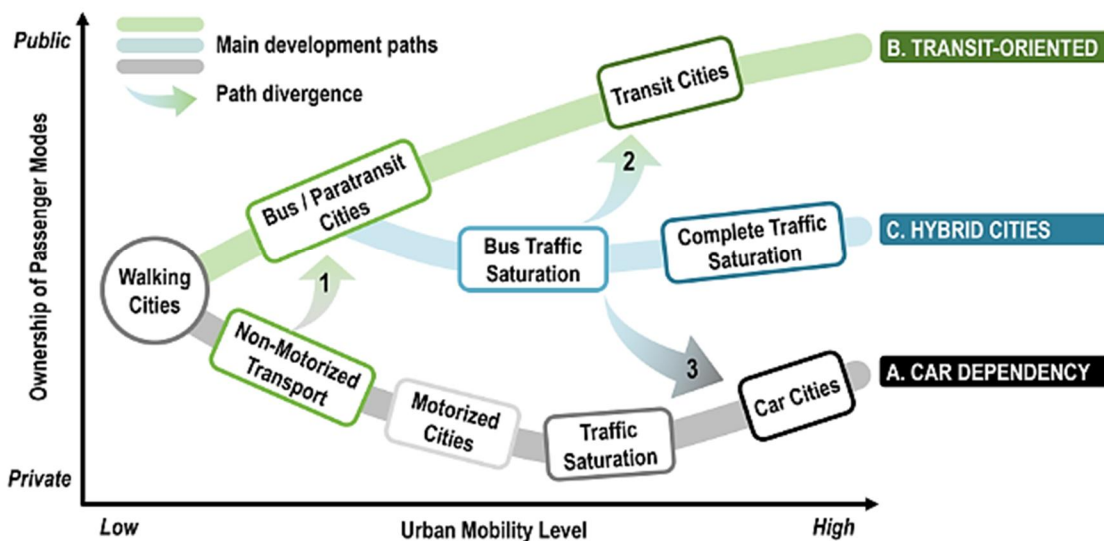 Public
Main development paths
Path divergence
B. TRANSIT-ORIENTED
Transit Cities
2
Bus / Paratransit
Cities
Ownership of Passenger Modes
Walking
Cities
1
Bus Traffic
Saturation
Complete Traffic
Saturation
C. HYBRID CITIES
Non-Motorized
Transport
3
Motorized
Cities
Traffic
Saturation
Car Cities
A. CAR DEPENDENCY
Private
Low
Urban Mobility Level
High